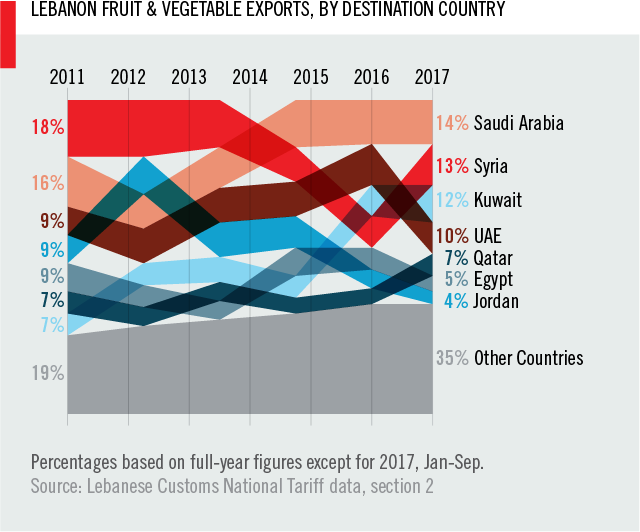 LEBANON FRUIT & VEGETABLE EXPORTS, BY DESTINATION COUNTRY
2011 2012 2013 2014 2015 2016 2017
18%
16%
9%
9%
9%
7%
7%
19%
14% Saudi Arabia
13% Syria
12% Kuwait
10% UAE
7% Qatar
5% Egypt
4% Jordan
35% Other Countries
Percentages based on full-year figures except for 2017, Jan-Sep.
Source: Lebanese Customs National Tariff data, section 2